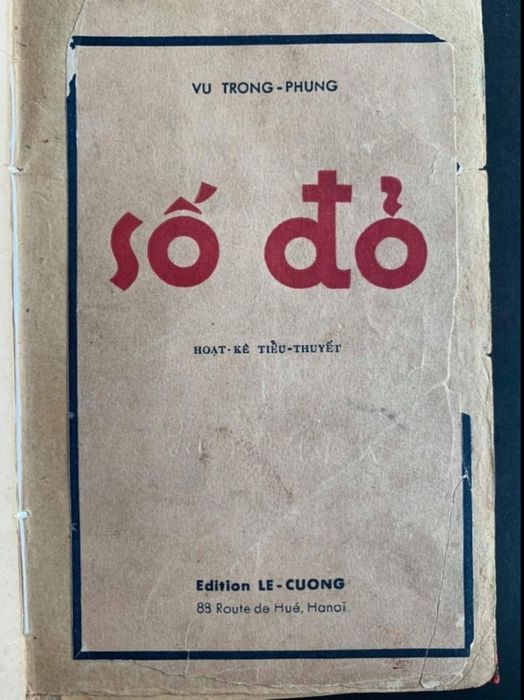 VU TRONG-PHUNG
số đỏ
HOẠT-KÊ TIỂU-THUYẾT
Edition LE-CUONG
88 Route de Hué, Hanoï